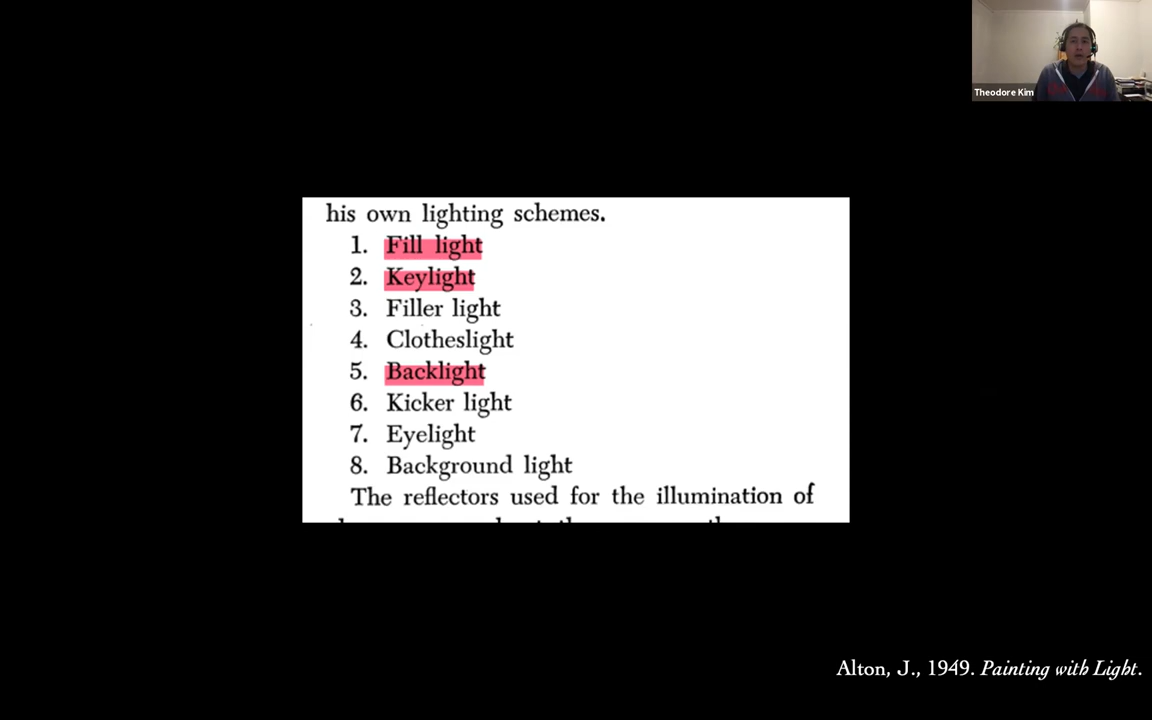 Theodore Kim
his own lighting schemes.
1. Fill light
2. Keylight
3. Filler light
4. Clotheslight
5. Backlight
6. Kicker light
7. Eyelight
8. Background light
The reflectors used for the illumination of
Alton, J., 1949. Painting with Light.